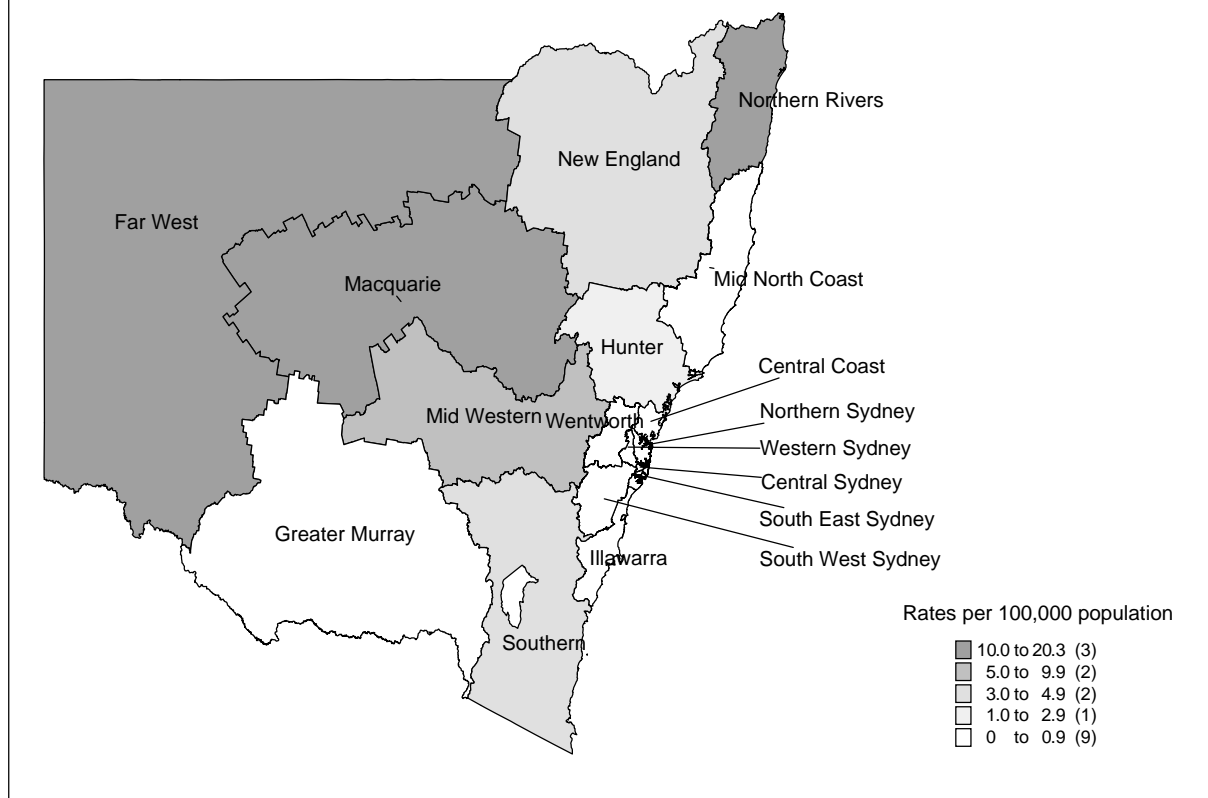 Northern Rivers
New England
Far West
Mid North Coast
Macquarie
Hunter
Central Coast
Northern Sydney
Mid Western
Wentworth
Western Sydney
Central Sydney
South East Sydney
Greater Murray
Illawarra
South West Sydney
Southern
Rates per 100,000 population
10.0 to 20.3 (3)
5.0 to 9.9 (2)
3.0 to 4.9 (2)
1.0 to 2.9 (1)
0 to 0.9 (9)